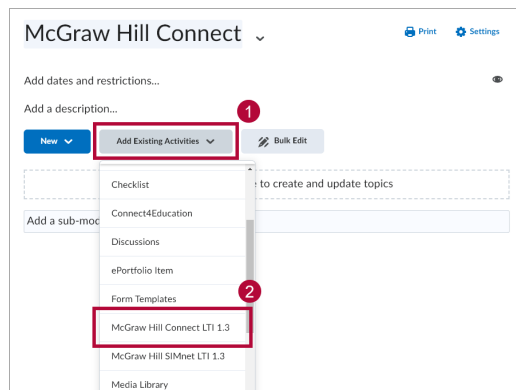 McGraw Hill Connect
Print
Settings
Add dates and restrictions...
Add a description...
1
New
Add Existing Activities
Bulk Edit
Checklist
e to create and update topics
Connect4Education
Add a sub-moc
Discussions
ePortfolio Item
Form Templates
2
McGraw Hill Connect LTI 1.3
McGraw Hill SIMnet LTI 1.3
Media Library